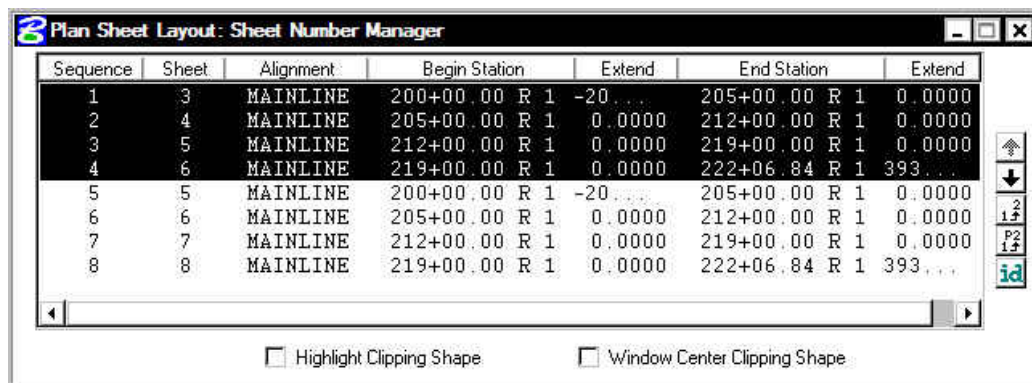 Plan Sheet Layout: Sheet Number Manager
Sequence Sheet Alignment Begin Station Extend End Station Extend
1 3 MAINLINE 200+00.00 R 1 -20... 205+00.00 R 1 0.0000
2 4 MAINLINE 205+00.00 R 1 0.0000 212+00.00 R 1 0.0000
3 5 MAINLINE 212+00.00 R 1 0.0000 219+00.00 R 1 0.0000
4 6 MAINLINE 219+00.00 R 1 0.0000 222+06.84 R 1 393...
5 5 MAINLINE 200+00.00 R 1 -20... 205+00.00 R 1 0.0000
6 6 MAINLINE 205+00.00 R 1 0.0000 212+00.00 R 1 0.0000
7 7 MAINLINE 212+00.00 R 1 0.0000 219+00.00 R 1 0.0000
8 8 MAINLINE 219+00.00 R 1 0.0000 222+06.84 R 1 393...
1 2
1 P2
id
Highlight Clipping Shape Window Center Clipping Shape